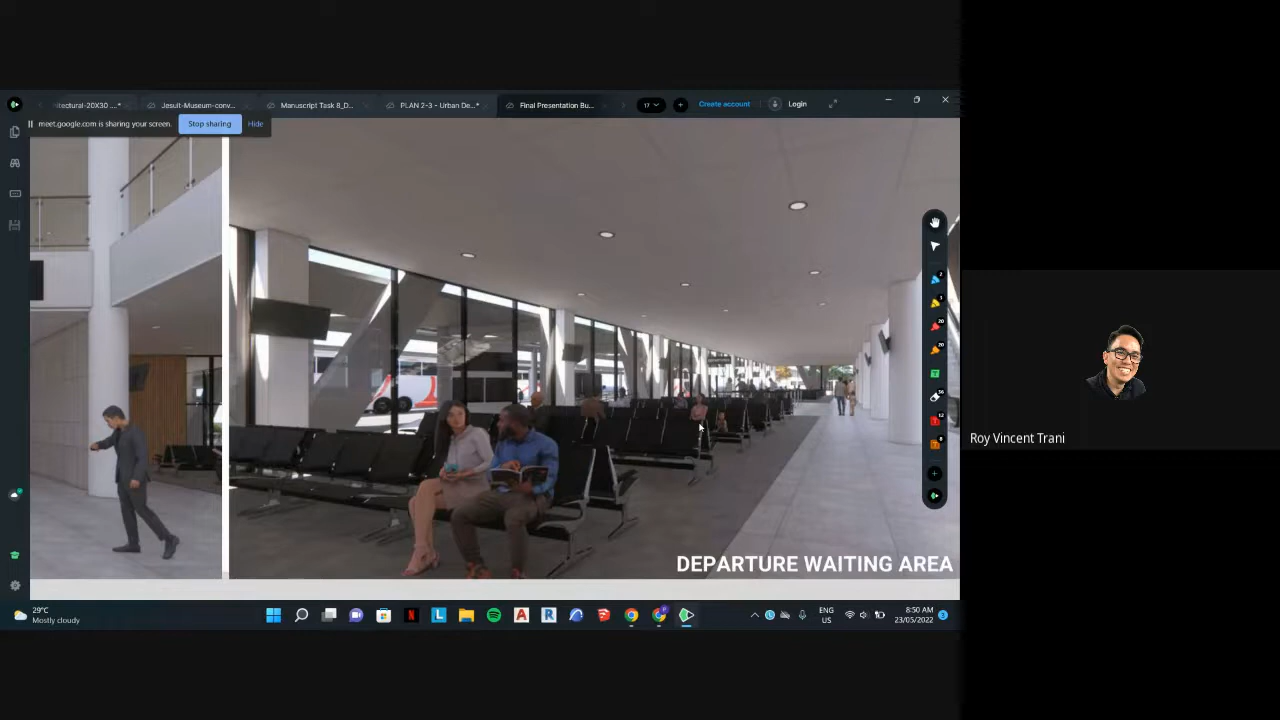 itectural-20X30 ....*
Jesuit-Museum-conv...
Manuscript Task 8_D...
PLAN 2-3 - Urban De...*
Final Presentation Bu...
17
Create account
Login
meet.google.com is sharing your screen.
Stop sharing
Hide
DEPARTURE WAITING AREA
Roy Vincent Trani
29°C
Mostly cloudy
ENG
US
8:50 AM
23/05/2022